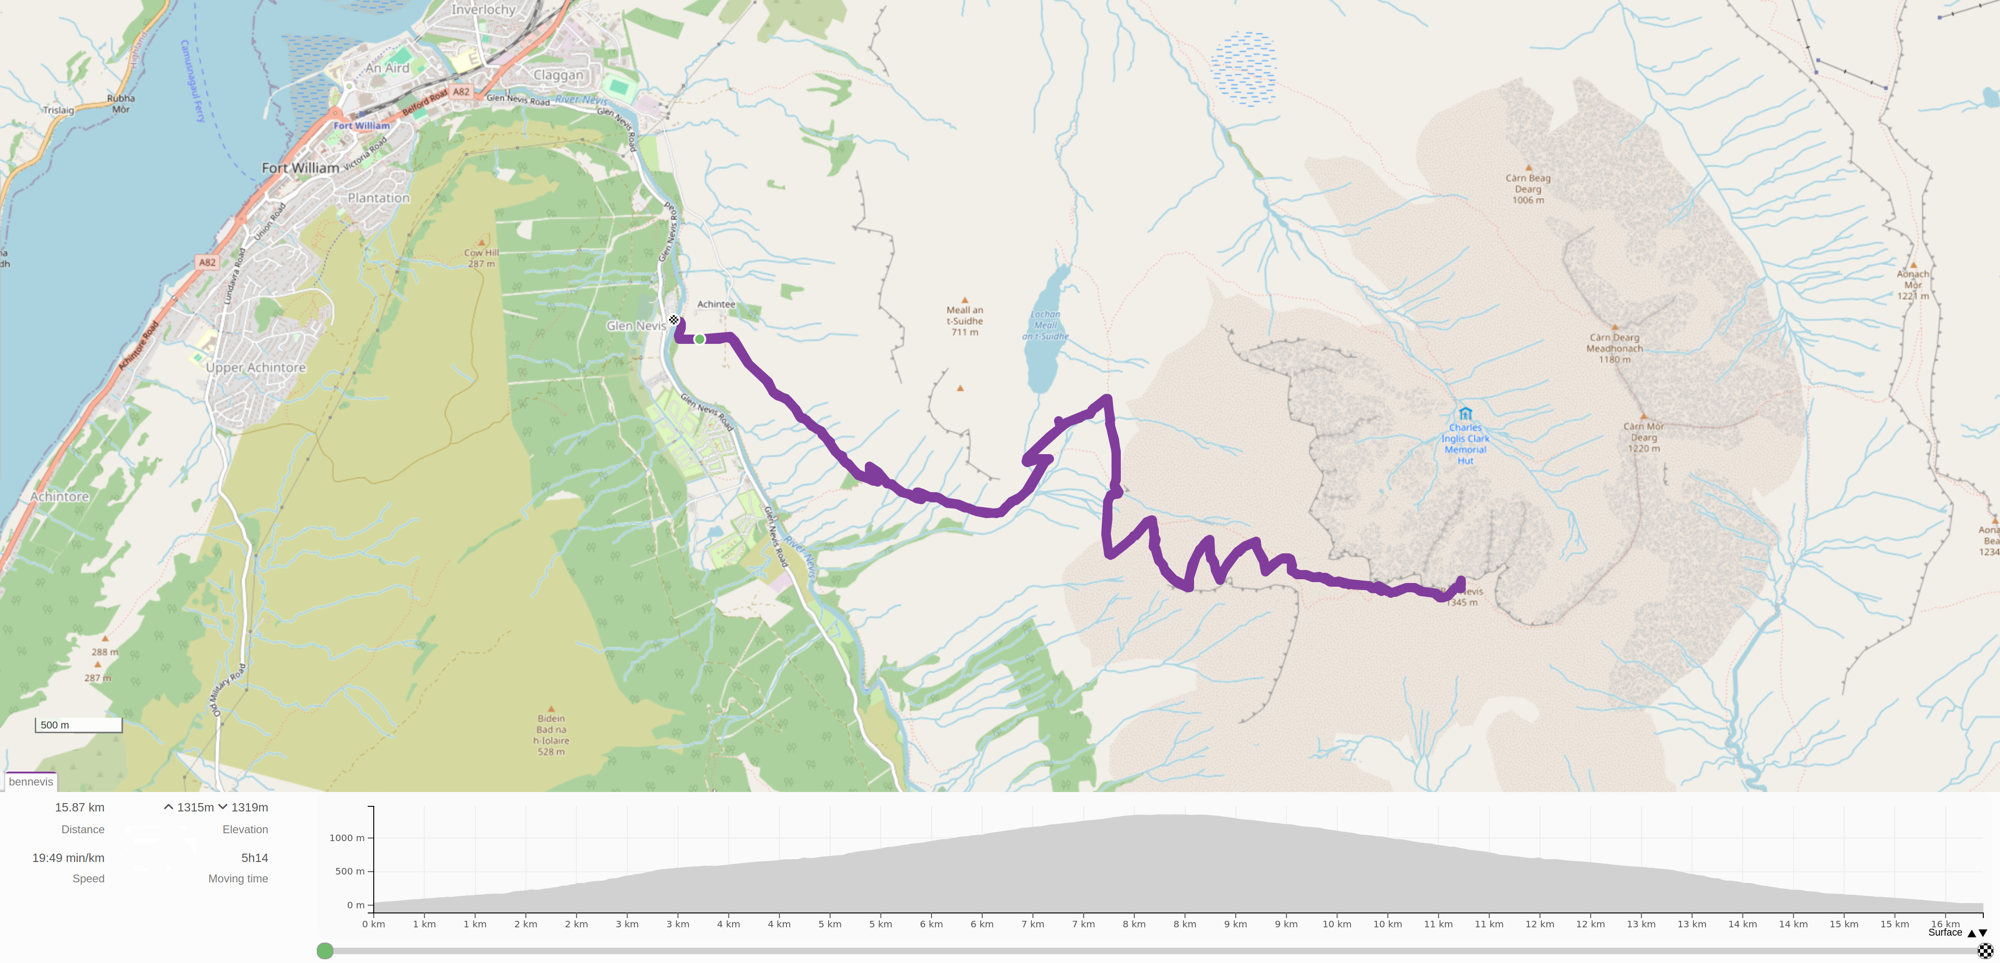 Inverlochy
An Aird
Claggan
A82
Belford Road
Glen Nevis Road
River Nevis
Glen Nevis Road
Camusnagaul Ferry
Highland
Trislaig
Rubha
Mòr
Fort William
Fort William
Victoria Road
Plantation
Union Road
A82
Lundavra Road
Cow Hill
287 m
Glen Nevis Road
Achintee
Glen Nevis
Achintore Road
Upper Achintore
Glen Nevis Road
Meall an
t-Suidhe
711 m
Lochan
Meall
an t-Suidhe
Càrn Beag
Dearg
1006 m
Aonach
Mòr
1221 m
Càrn Dearg
Meadhonach
1180 m
Charles
Inglis Clark
Memorial
Hut
Càrn Mòr
Dearg
1220 m
Achintore
Glen Nevis Road
River Nevis
Aona
Bea
1234
evis
1345 m
288 m
287 m
Old Military Road
Bidein
Bad na
h-Iolaire
528 m
500 m
bennevis
15.87 km
1315m 1319m
Distance
Elevation
19:49 min/km
5h14
Speed
Moving time
1000 m
500 m
0 m
0 km 1 km 1 km 2 km 2 km 3 km 3 km 4 km 4 km 5 km 5 km 6 km 6 km 7 km 7 km 8 km 8 km 9 km 9 km 10 km 10 km 11 km 11 km 12 km 12 km 13 km 13 km 14 km 14 km 15 km 15 km 16 km
Surface ▲▼